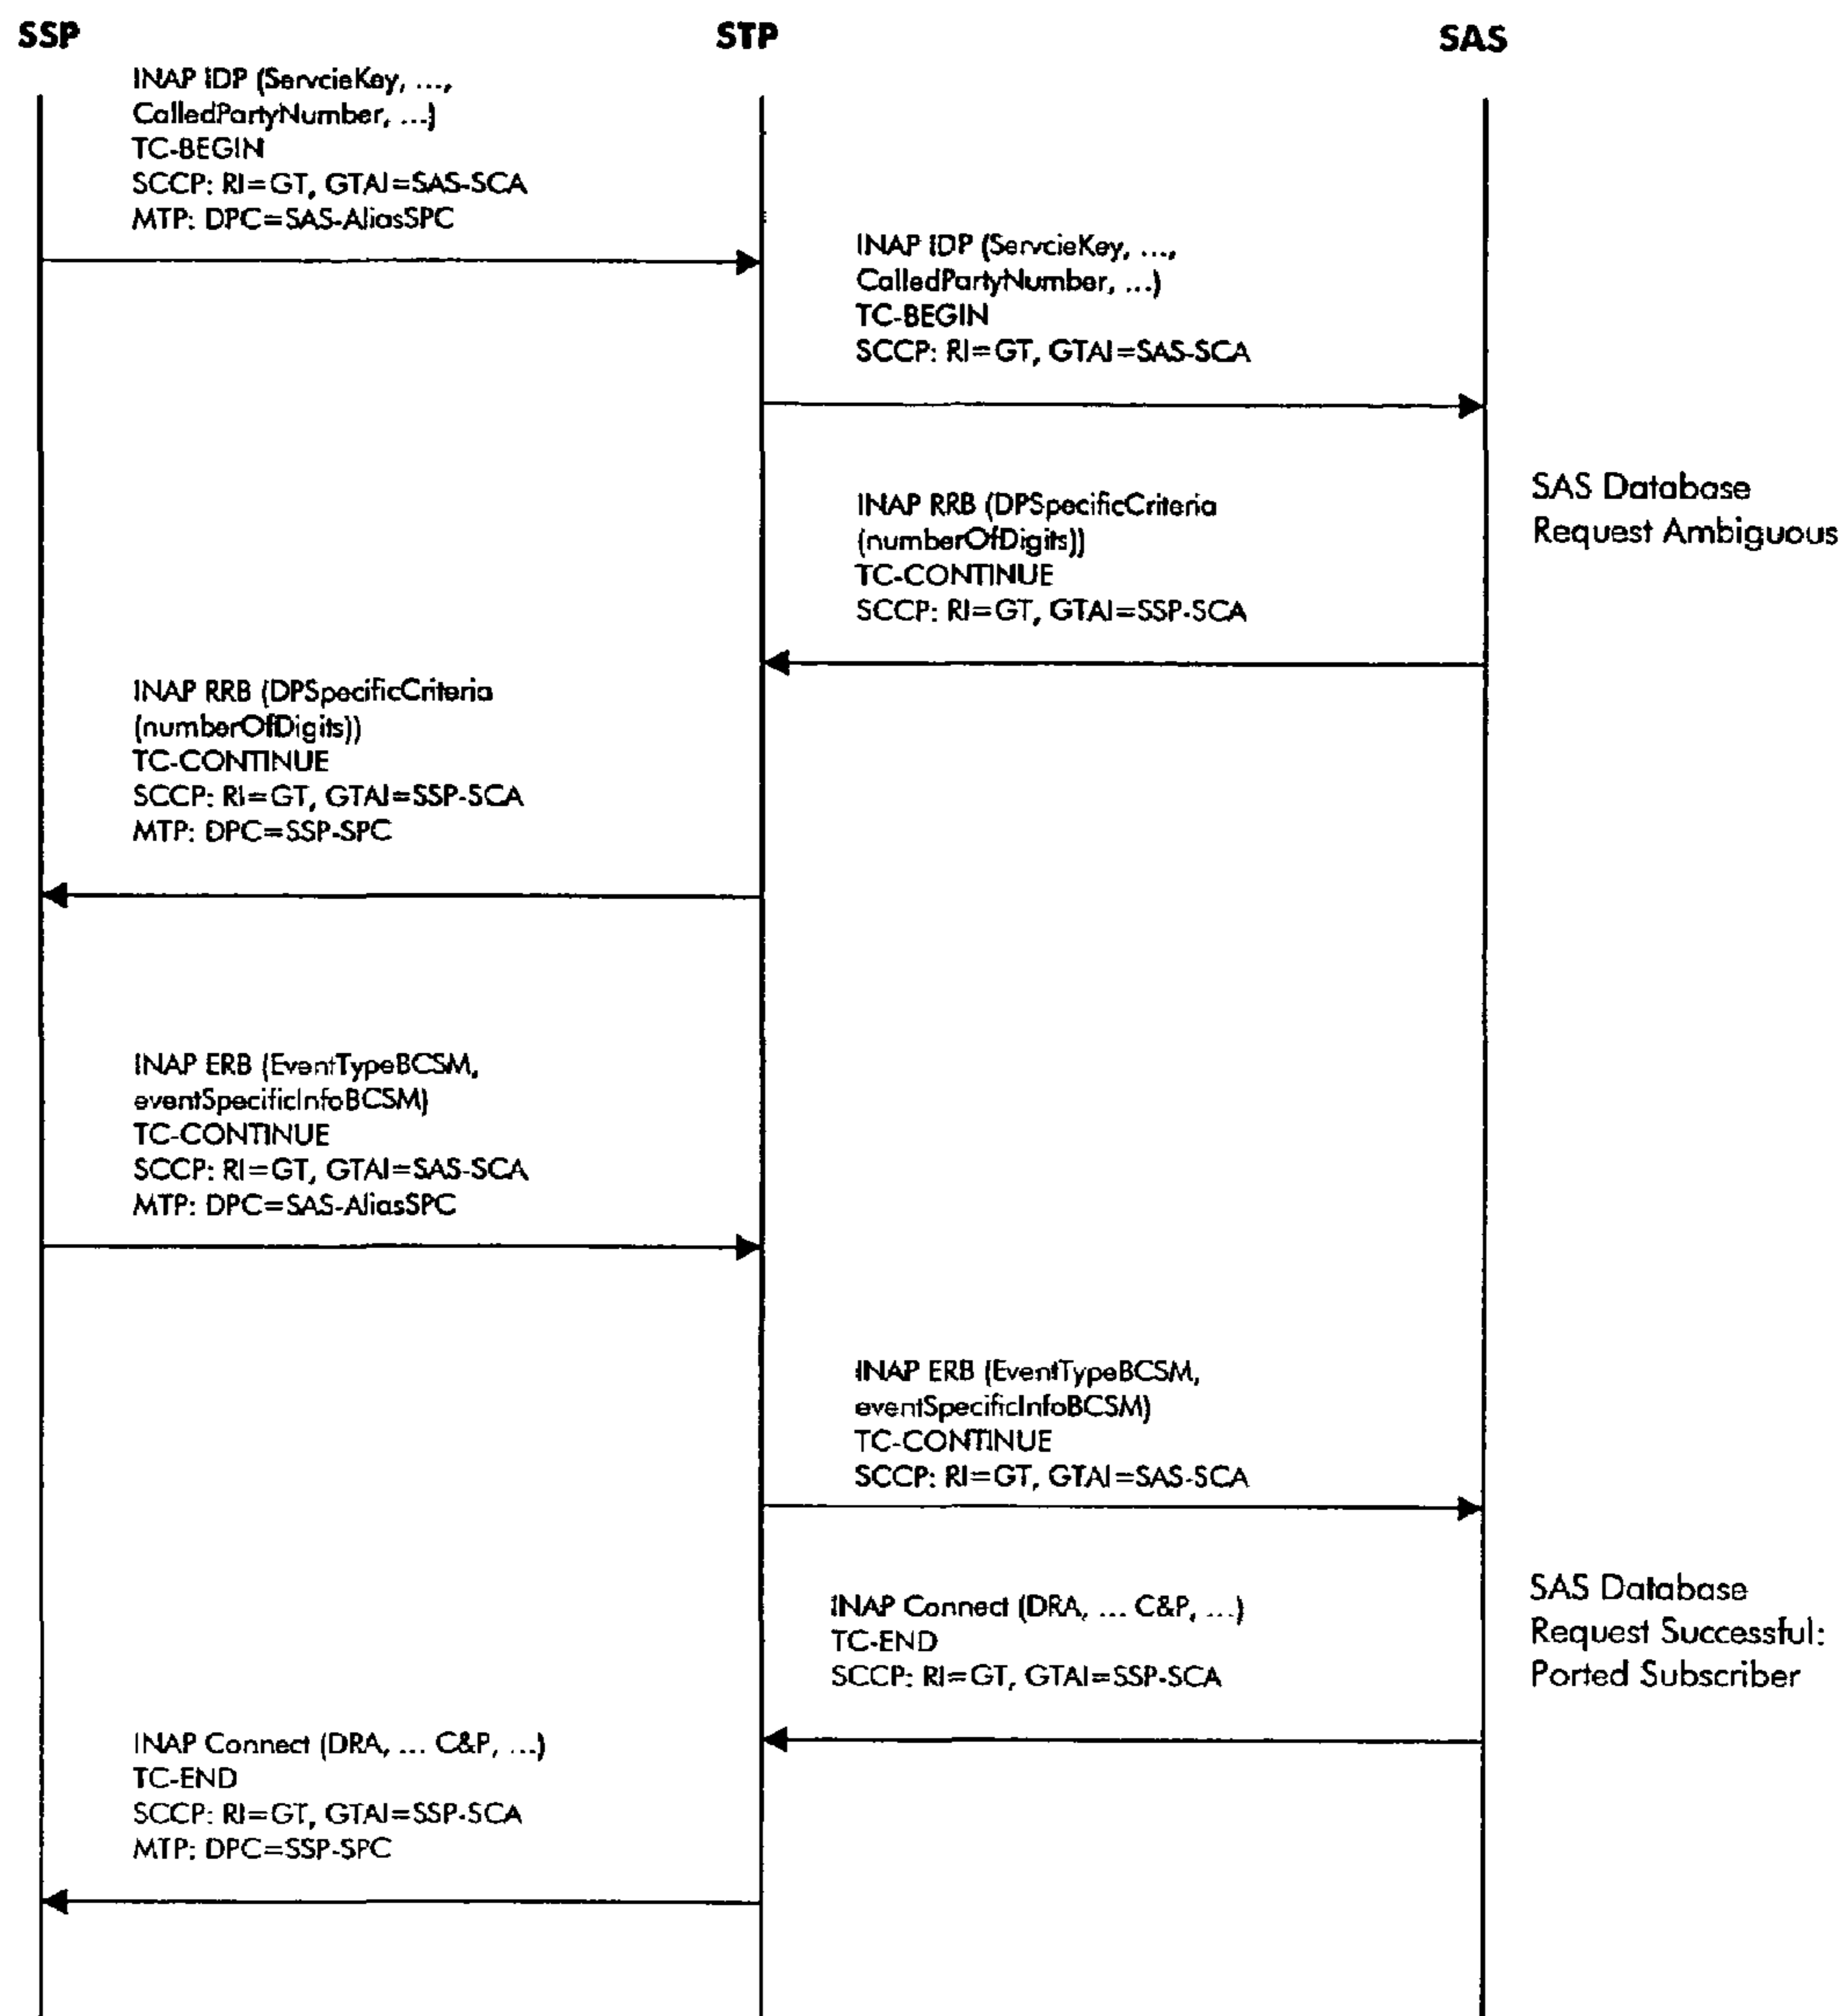 SSP
STP
SAS
INAP IDP (ServcieKey, ...,
CalledPartyNumber, ...)
TC-BEGIN
SCCP: RI=GT, GTAI=SAS-SCA
MTP: DPC=SAS-AliasSPC
INAP IDP (ServcieKey, ...,
CalledPartyNumber, ...)
TC-BEGIN
SCCP: RI=GT, GTAI=SAS-SCA
SAS Database
Request Ambiguous
INAP RRB (DPSpecificCriteria
(numberOfDigits))
TC-CONTINUE
SCCP: RI=GT, GTAI=SSP-SCA
INAP RRB (DPSpecificCriteria
(numberOfDigits))
TC-CONTINUE
SCCP: RI=GT, GTAI=SSP-SCA
MTP: DPC=SSP-SPC
INAP ERB (EventTypeBCSM,
eventSpecificInfoBCSM)
TC-CONTINUE
SCCP: RI=GT, GTAI=SAS-SCA
MTP: DPC=SAS-AliasSPC
INAP ERB (EventTypeBCSM,
eventSpecificInfoBCSM)
TC-CONTINUE
SCCP: RI=GT, GTAI=SAS-SCA
SAS Database
Request Successful:
Ported Subscriber
INAP Connect (DRA, ... C&P, ...)
TC-END
SCCP: RI=GT, GTAI=SSP-SCA
INAP Connect (DRA, ... C&P, ...)
TC-END
SCCP: RI=GT, GTAI=SSP-SCA
MTP: DPC=SSP-SPC